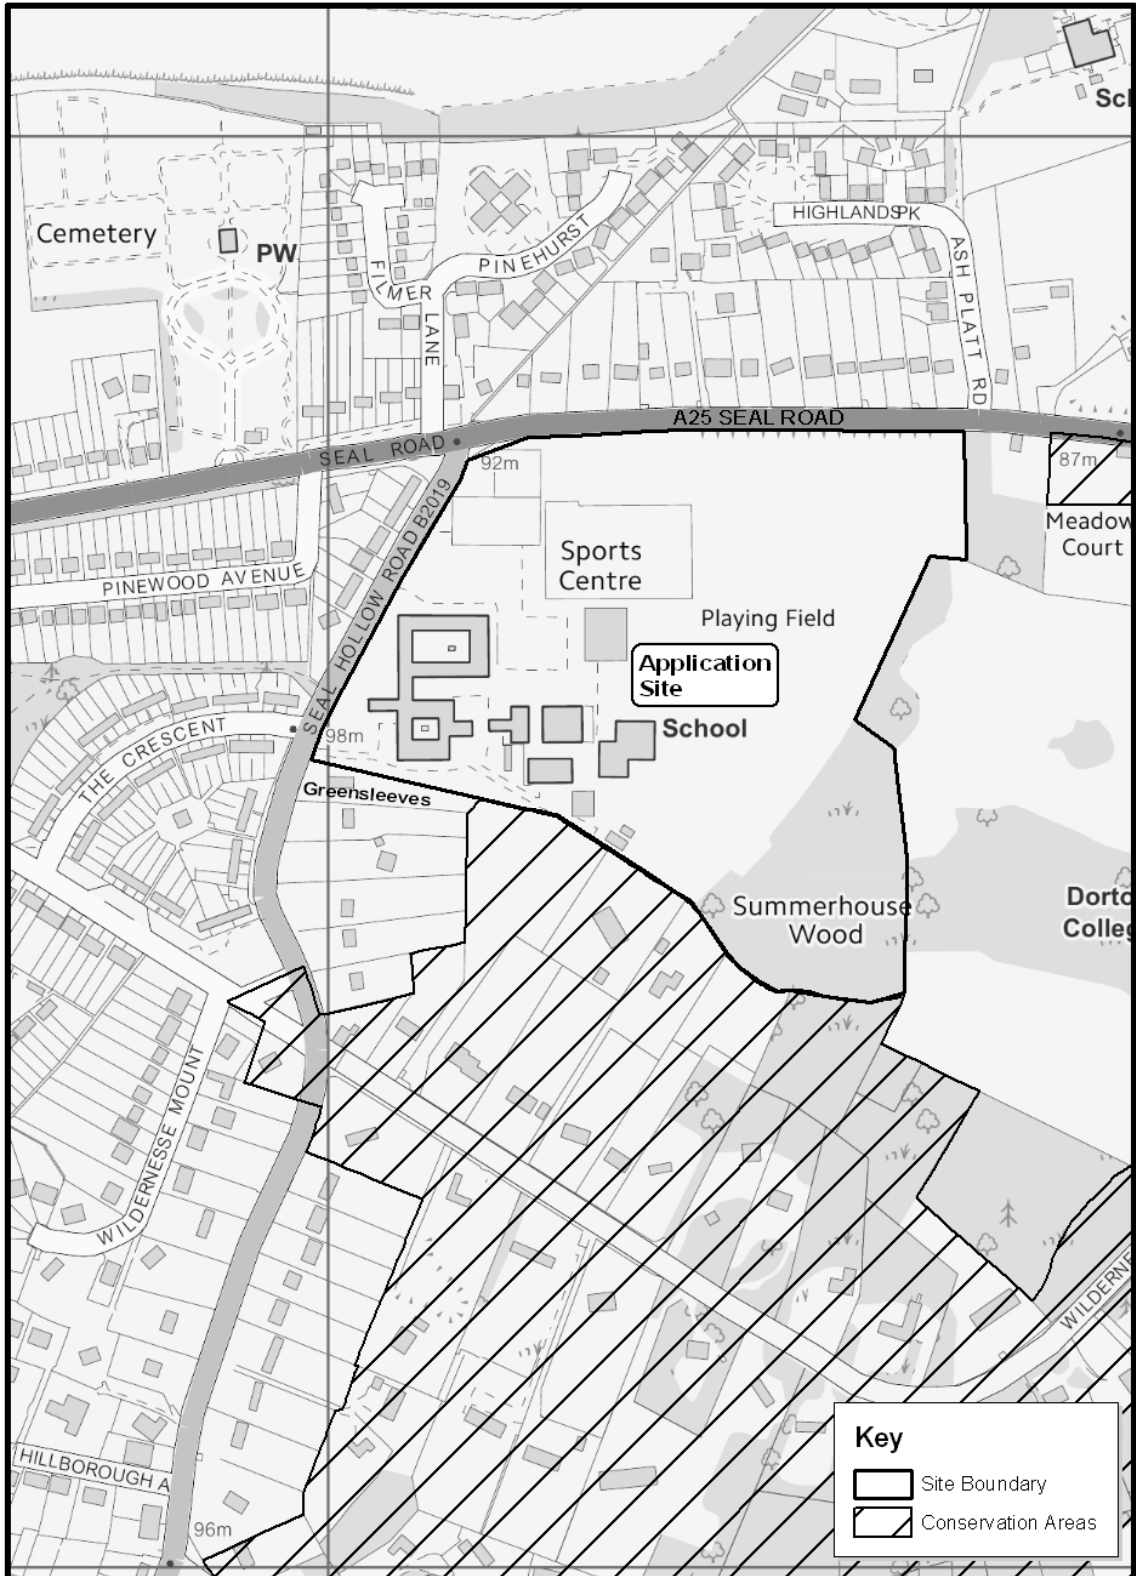 Scl
Cemetery
PW
FILMER
LANE
PINEHURST
HIGHLANDS PK
ASH PLATT RD
A25 SEAL ROAD
SEAL ROAD
92m
87m
Meadow
Court
SEAL HOLLOW ROAD B2019
Sports
Centre
PINEWOOD AVENUE
Playing Field
Application
Site
School
THE CRESCENT
98m
Greensleeves
Summerhouse
Wood
Dorto
Colleg
WILDERNESSE MOUNT
WILDERNE
HILLBOROUGH A
96m
Key
Site Boundary
Conservation Areas